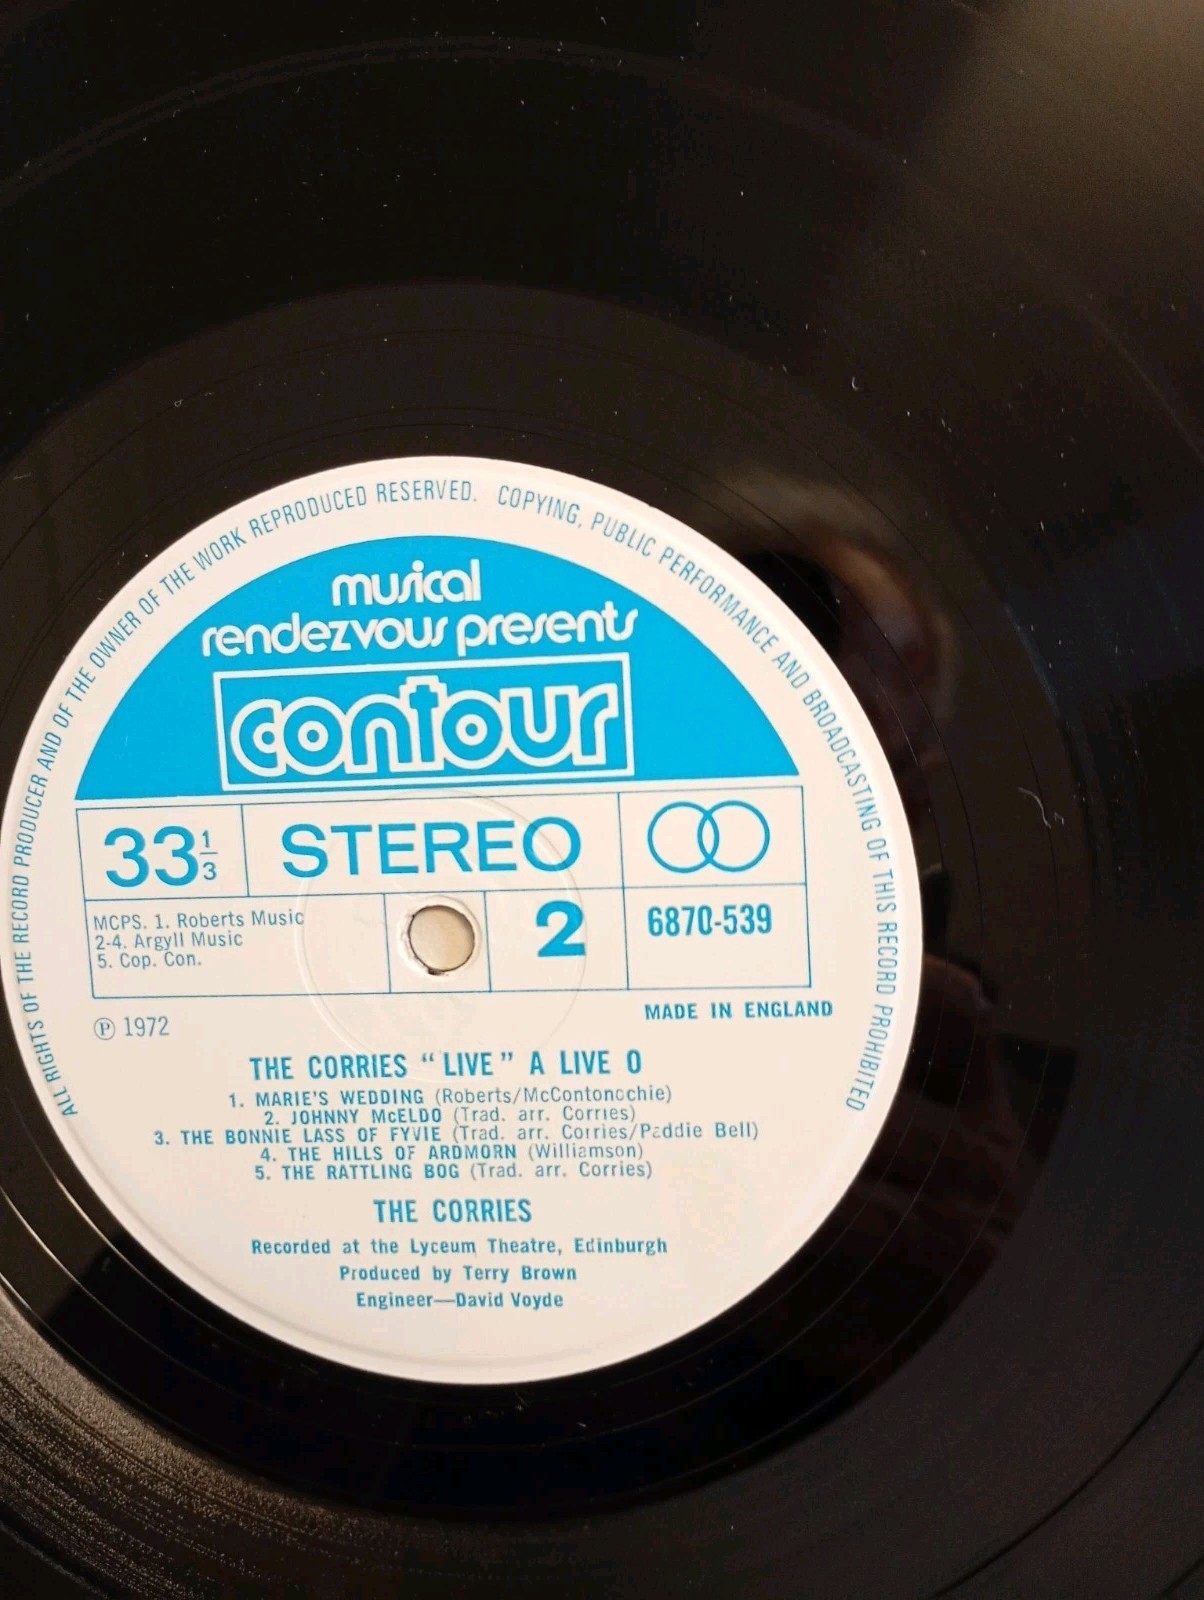 ALL RIGHTS OF THE RECORD PRODUCER AND OF THE OWNER OF THE WORK REPRODUCED RESERVED. COPYING, PUBLIC PERFORMANCE AND BROADCASTING OF THIS RECORD PROHIBITED
musical
rendezvous presents
contour
33 1/3 STEREO
MCPS. 1. Roberts Music
2-4. Argyll Music
5. Cop. Con.
2
6870-539
MADE IN ENGLAND
℗ 1972
THE CORRIES “LIVE” A LIVE O
1. MARIE'S WEDDING (Roberts/McContonochie)
2. JOHNNY McELDO (Trad. arr. Corries)
3. THE BONNIE LASS OF FYVIE (Trad. arr. Corries/Paddie Bell)
4. THE HILLS OF ARDMORN (Williamson)
5. THE RATTLING BOG (Trad. arr. Corries)
THE CORRIES
Recorded at the Lyceum Theatre, Edinburgh
Produced by Terry Brown
Engineer—David Voyde